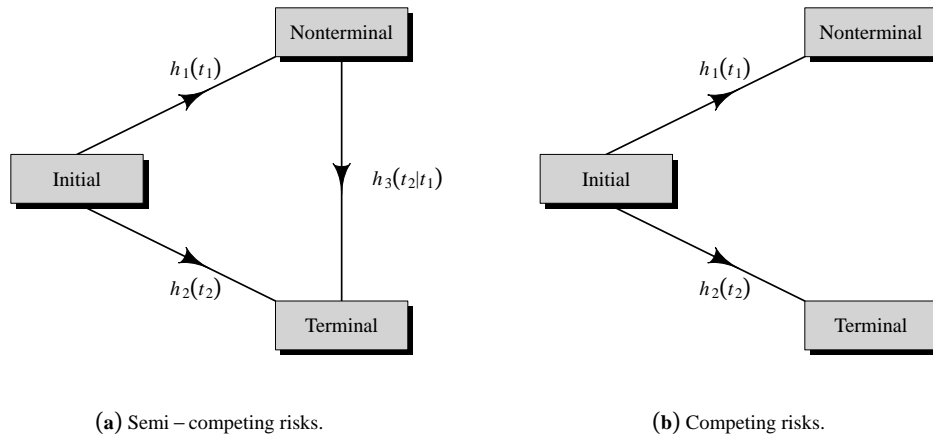 Nonterminal
h₁(t₁)
Initial
h₃(t₂|t₁)
h₂(t₂)
Terminal
(a) Semi – competing risks.
Nonterminal
h₁(t₁)
Initial
h₂(t₂)
Terminal
(b) Competing risks.